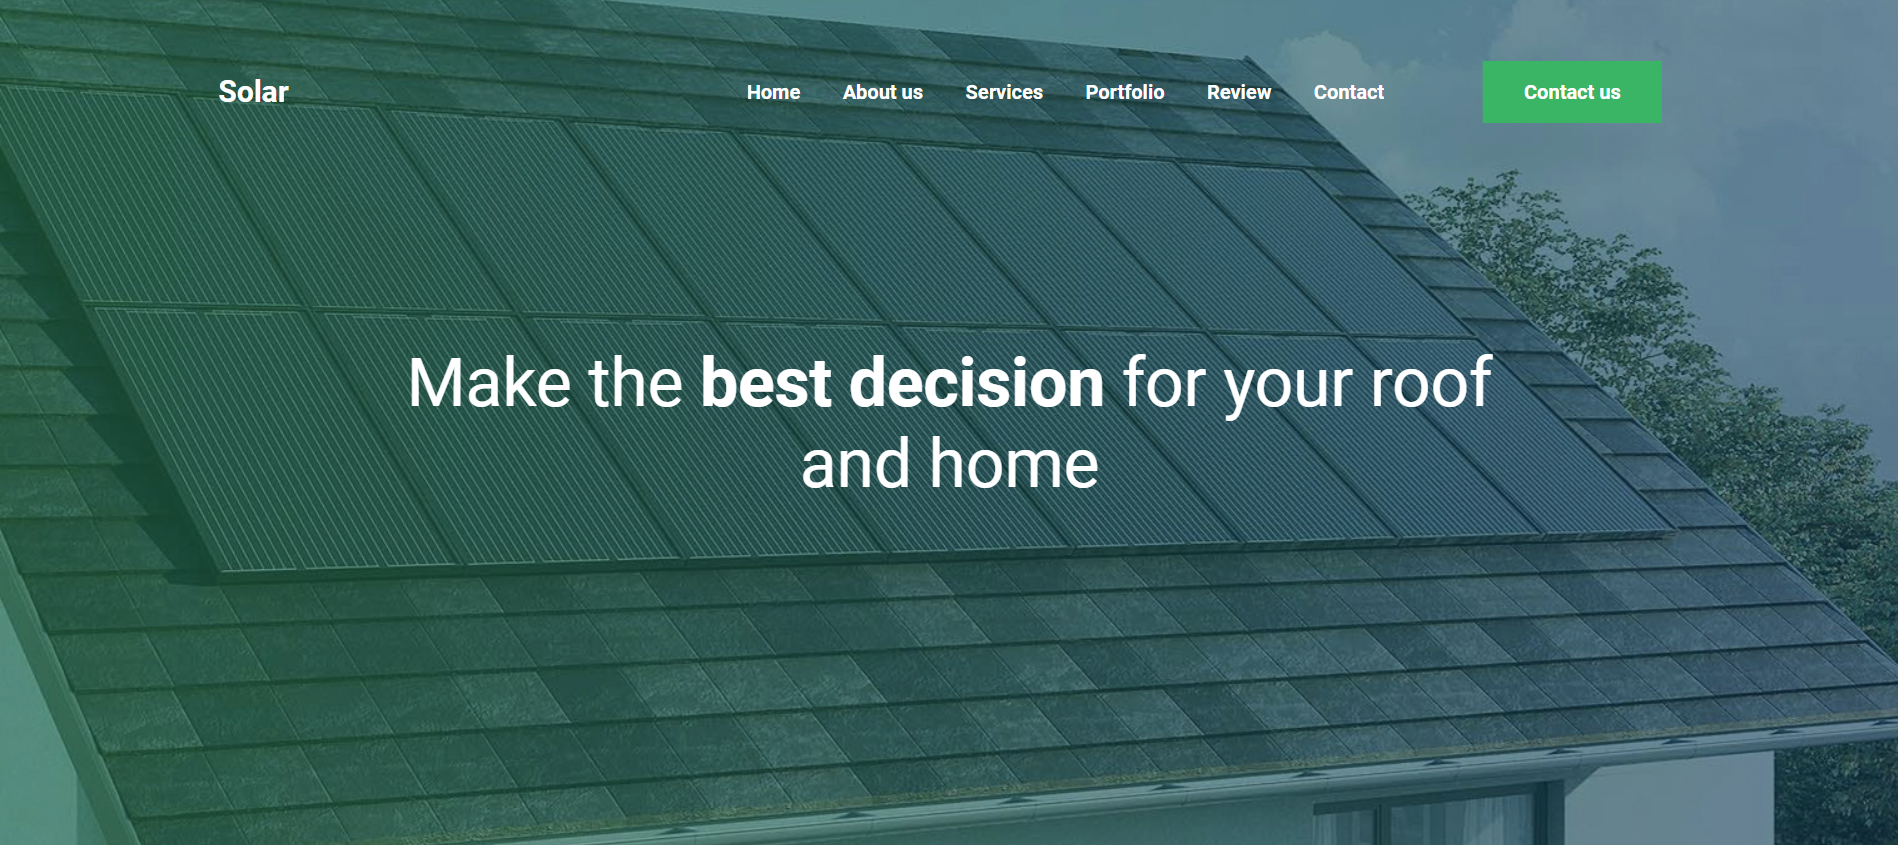 Solar
Home About us Services Portfolio Review Contact Contact us
Make the best decision for your roof
and home